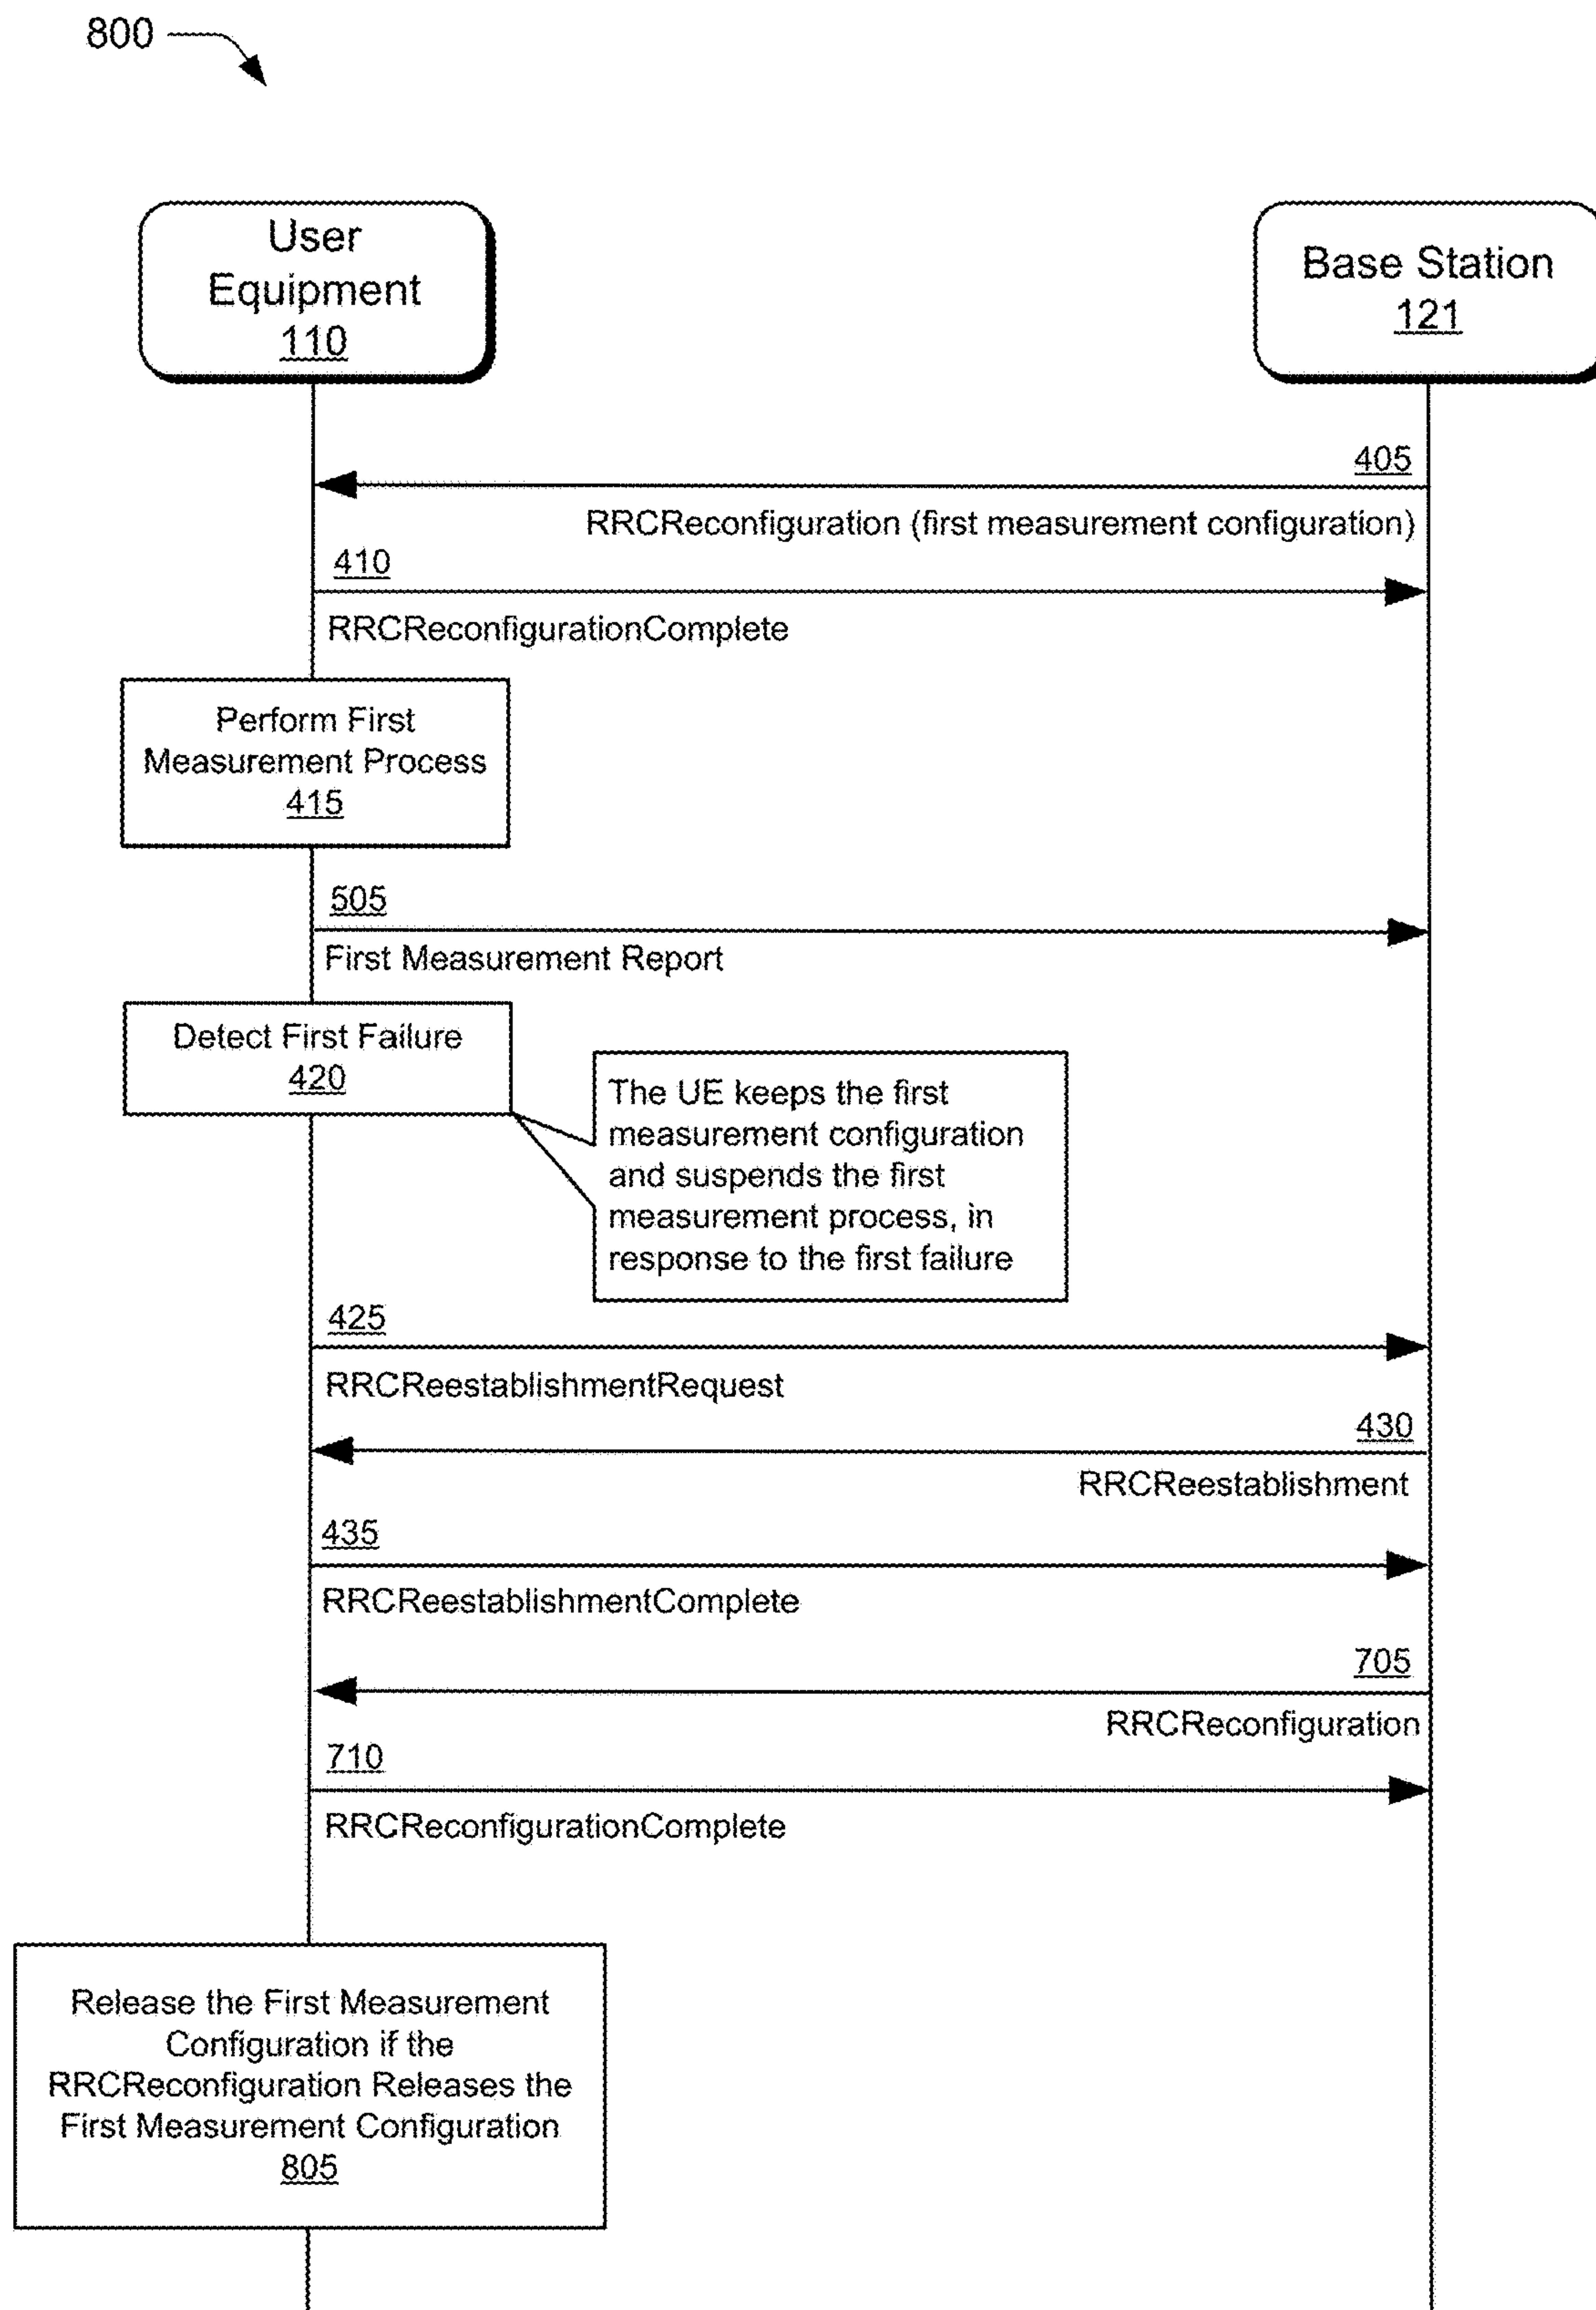 800
User
Equipment
110
Base Station
121
405
RRCReconfiguration (first measurement configuration)
410
RRCReconfigurationComplete
Perform First
Measurement Process
415
505
First Measurement Report
Detect First Failure
420
The UE keeps the first
measurement configuration
and suspends the first
measurement process, in
response to the first failure
425
RRCReestablishmentRequest
430
RRCReestablishment
435
RRCReestablishmentComplete
705
RRCReconfiguration
710
RRCReconfigurationComplete
Release the First Measurement
Configuration if the
RRCReconfiguration Releases the
First Measurement Configuration
805